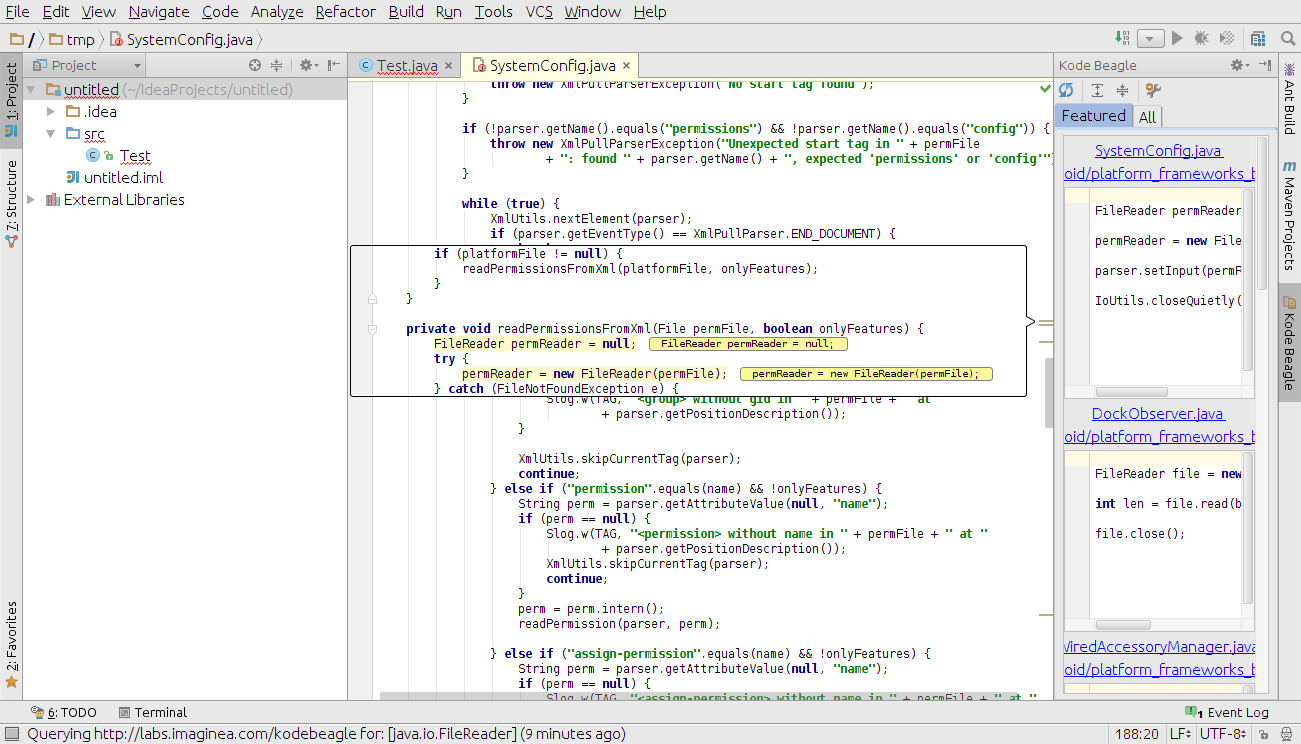 File Edit View Navigate Code Analyze Refactor Build Run Tools VCS Window Help
/ tmp SystemConfig.java
1: Project
7: Structure
2: Favorites
Project
untitled (~/IdeaProjects/untitled)
.idea
src
Test
untitled.iml
External Libraries
Test.java
SystemConfig.java
throw new XmlPullParserException("No start tag found");
}
if (!parser.getName().equals("permissions") && !parser.getName().equals("config")) {
throw new XmlPullParserException("Unexpected start tag in " + permFile
+ ": found " + parser.getName() + ", expected 'permissions' or 'config'")
}
while (true) {
XmlUtils.nextElement(parser);
if (parser.getEventType() == XmlPullParser.END_DOCUMENT) {
if (platformFile != null) {
readPermissionsFromXml(platformFile, onlyFeatures);
}
}
private void readPermissionsFromXml(File permFile, boolean onlyFeatures) {
FileReader permReader = null; FileReader permReader = null;
try {
permReader = new FileReader(permFile); permReader = new FileReader(permFile);
} catch (FileNotFoundException e) {
Slog.w(TAG, "<group> without gid in " + permFile + " at "
+ parser.getPositionDescription());
}
XmlUtils.skipCurrentTag(parser);
continue;
} else if ("permission".equals(name) && !onlyFeatures) {
String perm = parser.getAttributeValue(null, "name");
if (perm == null) {
Slog.w(TAG, "<permission> without name in " + permFile + " at "
+ parser.getPositionDescription());
XmlUtils.skipCurrentTag(parser);
continue;
}
perm = perm.intern();
readPermission(parser, perm);
} else if ("assign-permission".equals(name) && !onlyFeatures) {
String perm = parser.getAttributeValue(null, "name");
if (perm == null) {
Slog.w(TAG, "<assign-permission> without name in " + permFile + " at "
Kode Beagle
Featured All
SystemConfig.java
oid/platform_frameworks_b
FileReader permReader
permReader = new File
parser.setInput(permR
IoUtils.closeQuietly(
DockObserver.java
oid/platform_frameworks_b
FileReader file = new
int len = file.read(b
file.close();
WiredAccessoryManager.java
oid/platform_frameworks_b
Ant Build
Maven Projects
Kode Beagle
6: TODO Terminal
1 Event Log
Querying http://labs.imaginea.com/kodebeagle for: [java.io.FileReader] (9 minutes ago)
188:20 LF UTF-8